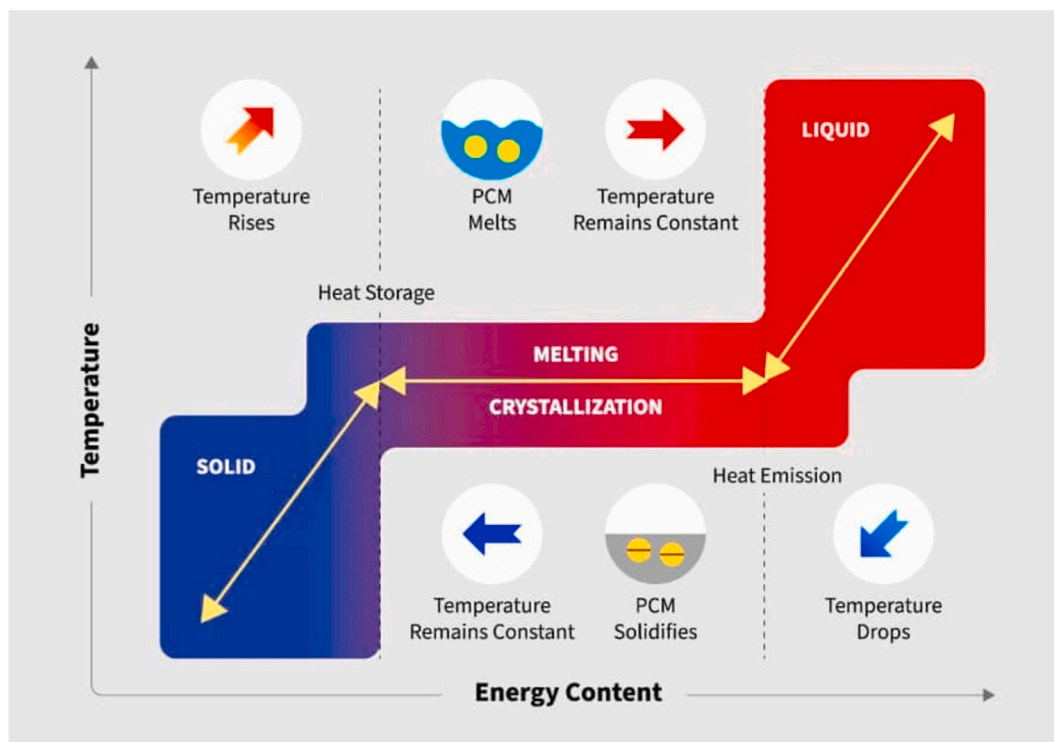 Temperature
Rises
PCM
Melts
Temperature
Remains Constant
LIQUID
Heat Storage
MELTING
CRYSTALLIZATION
SOLID
Heat Emission
Temperature
Remains Constant
PCM
Solidifies
Temperature
Drops
Temperature
Energy Content